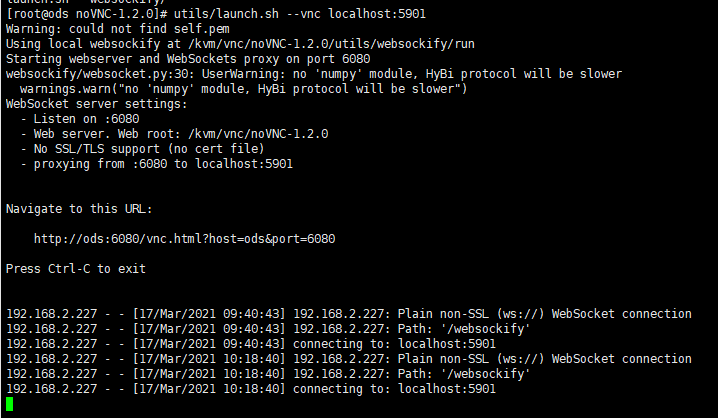 [root@ods noVNC-1.2.0]# utils/launch.sh --vnc localhost:5901
Warning: could not find self.pem
Using local websockify at /kvm/vnc/noVNC-1.2.0/utils/websockify/run
Starting webserver and WebSockets proxy on port 6080
websockify/websocket.py:30: UserWarning: no 'numpy' module, HyBi protocol will be slower
  warnings.warn("no 'numpy' module, HyBi protocol will be slower")
WebSocket server settings:
  - Listen on :6080
  - Web server. Web root: /kvm/vnc/noVNC-1.2.0
  - No SSL/TLS support (no cert file)
  - proxying from :6080 to localhost:5901
Navigate to this URL:
    http://ods:6080/vnc.html?host=ods&port=6080
Press Ctrl-C to exit
192.168.2.227 - - [17/Mar/2021 09:40:43] 192.168.2.227: Plain non-SSL (ws://) WebSocket connection
192.168.2.227 - - [17/Mar/2021 09:40:43] 192.168.2.227: Path: '/websockify'
192.168.2.227 - - [17/Mar/2021 09:40:43] connecting to: localhost:5901
192.168.2.227 - - [17/Mar/2021 10:18:40] 192.168.2.227: Plain non-SSL (ws://) WebSocket connection
192.168.2.227 - - [17/Mar/2021 10:18:40] 192.168.2.227: Path: '/websockify'
192.168.2.227 - - [17/Mar/2021 10:18:40] connecting to: localhost:5901